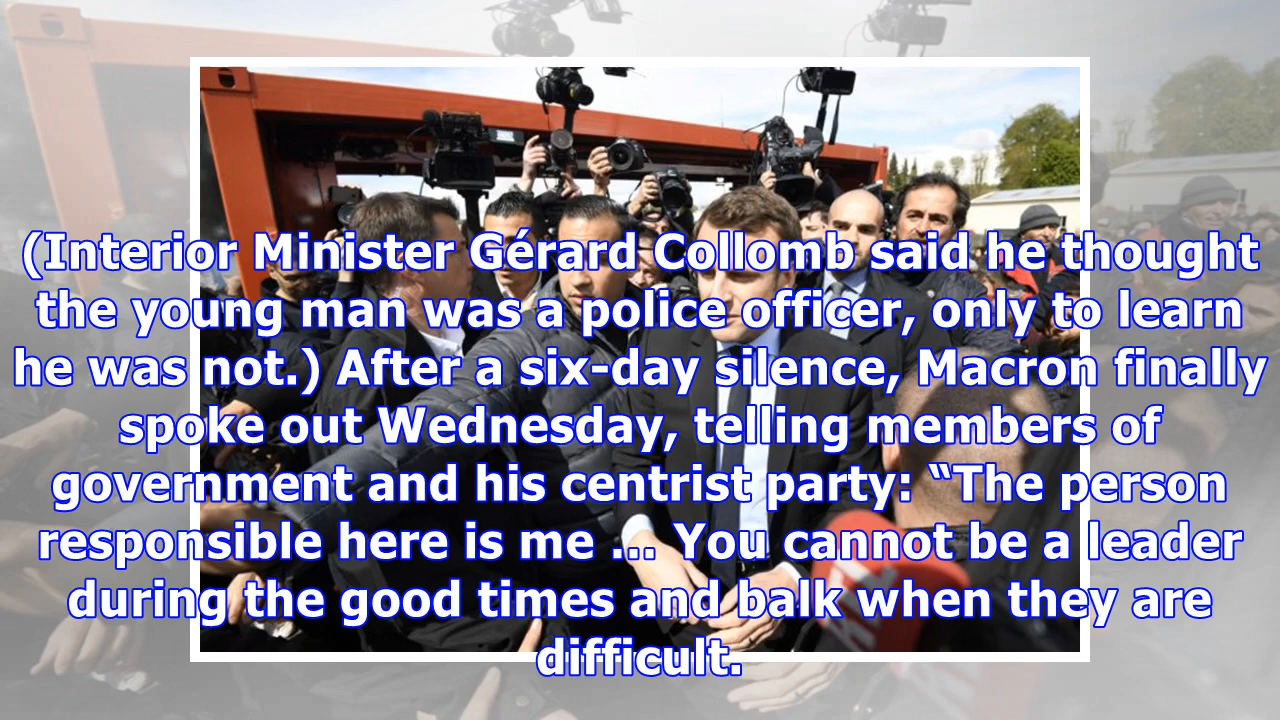 (Interior Minister Gérard Collomb said he thought
the young man was a police officer, only to learn
he was not.) After a six-day silence, Macron finally
spoke out Wednesday, telling members of
government and his centrist party: “The person
responsible here is me ... You cannot be a leader
during the good times and balk when they are
difficult.